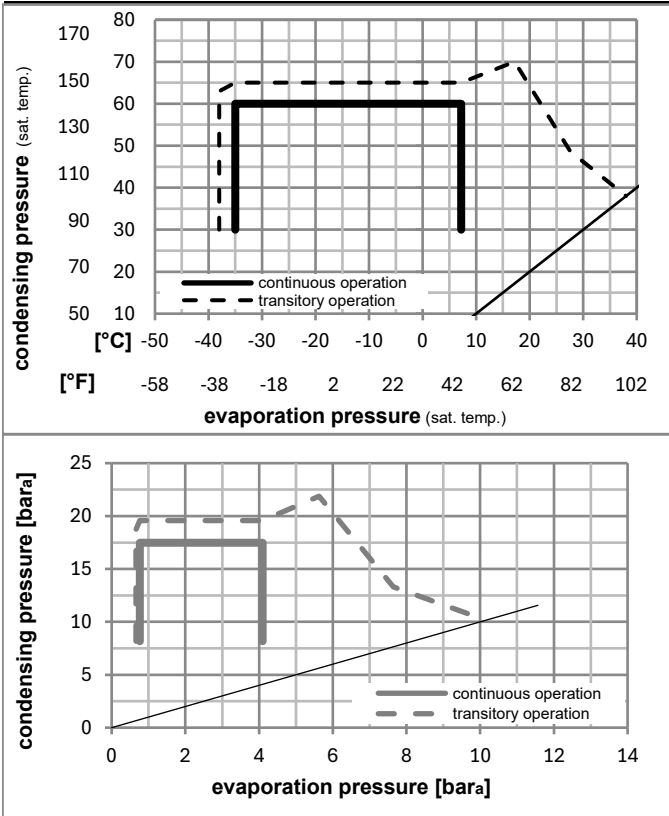 condensing pressure (sat. temp.)
170 80
150 70
130 60
110 50
90 40
70 30
50 20
10
continuous operation
transitory operation
[°C] -50 -40 -30 -20 -10 0 10 20 30 40
[°F] -58 -38 -18 2 22 42 62 82 102
evaporation pressure (sat. temp.)
condensing pressure [bara]
25
20
15
10
5
0
continuous operation
transitory operation
0 2 4 6 8 10 12 14
evaporation pressure [bara]